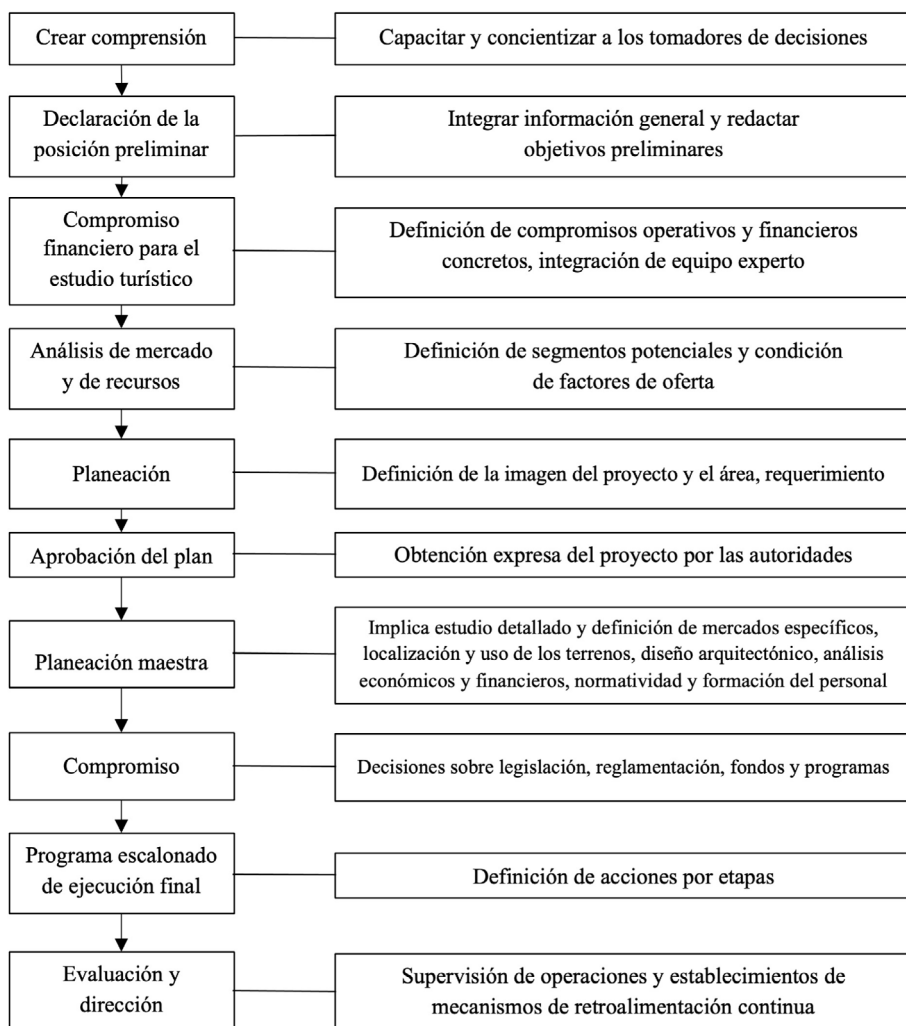 Crear comprensión
Capacitar y concientizar a los tomadores de decisiones
Declaración de la
posición preliminar
Integrar información general y redactar
objetivos preliminares
Compromiso
financiero para el
estudio turístico
Definición de compromisos operativos y financieros
concretos, integración de equipo experto
Análisis de mercado
y de recursos
Definición de segmentos potenciales y condición
de factores de oferta
Planeación
Definición de la imagen del proyecto y el área, requerimiento
Aprobación del plan
Obtención expresa del proyecto por las autoridades
Planeación maestra
Implica estudio detallado y definición de mercados específicos,
localización y uso de los terrenos, diseño arquitectónico, análisis
económicos y financieros, normatividad y formación del personal
Compromiso
Decisiones sobre legislación, reglamentación, fondos y programas
Programa escalonado
de ejecución final
Definición de acciones por etapas
Evaluación y
dirección
Supervisión de operaciones y establecimientos de
mecanismos de retroalimentación continua